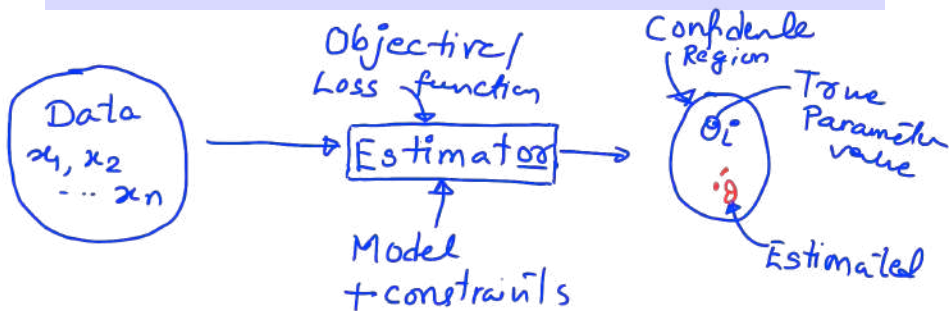 Data
x1, x2
... xn
Objective/
Loss function
Estimator
Model
+ constraints
Confidence
Region
θi
True
Parameter
value
θ̂
Estimated